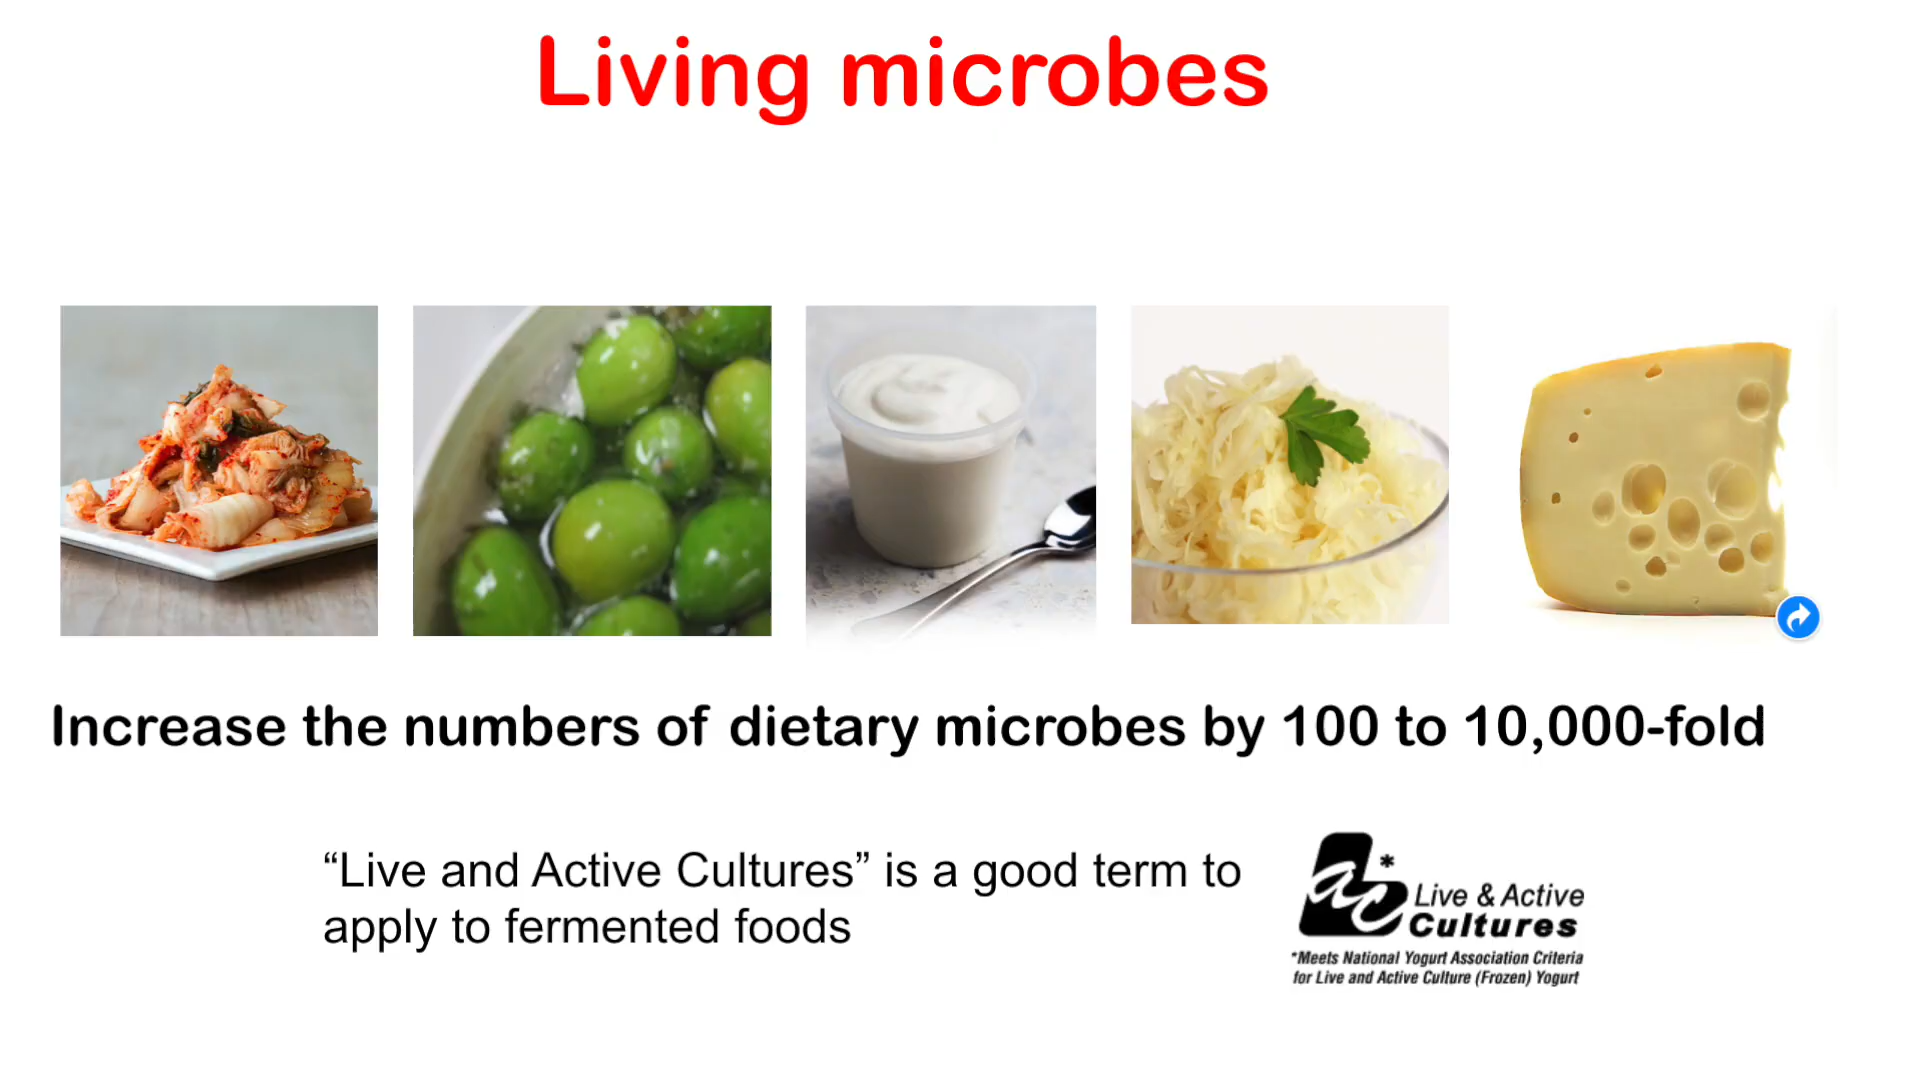 Living microbes
Increase the numbers of dietary microbes by 100 to 10,000-fold
“Live and Active Cultures” is a good term to
apply to fermented foods
ac*
Live & Active
Cultures
*Meets National Yogurt Association Criteria
for Live and Active Culture (Frozen) Yogurt